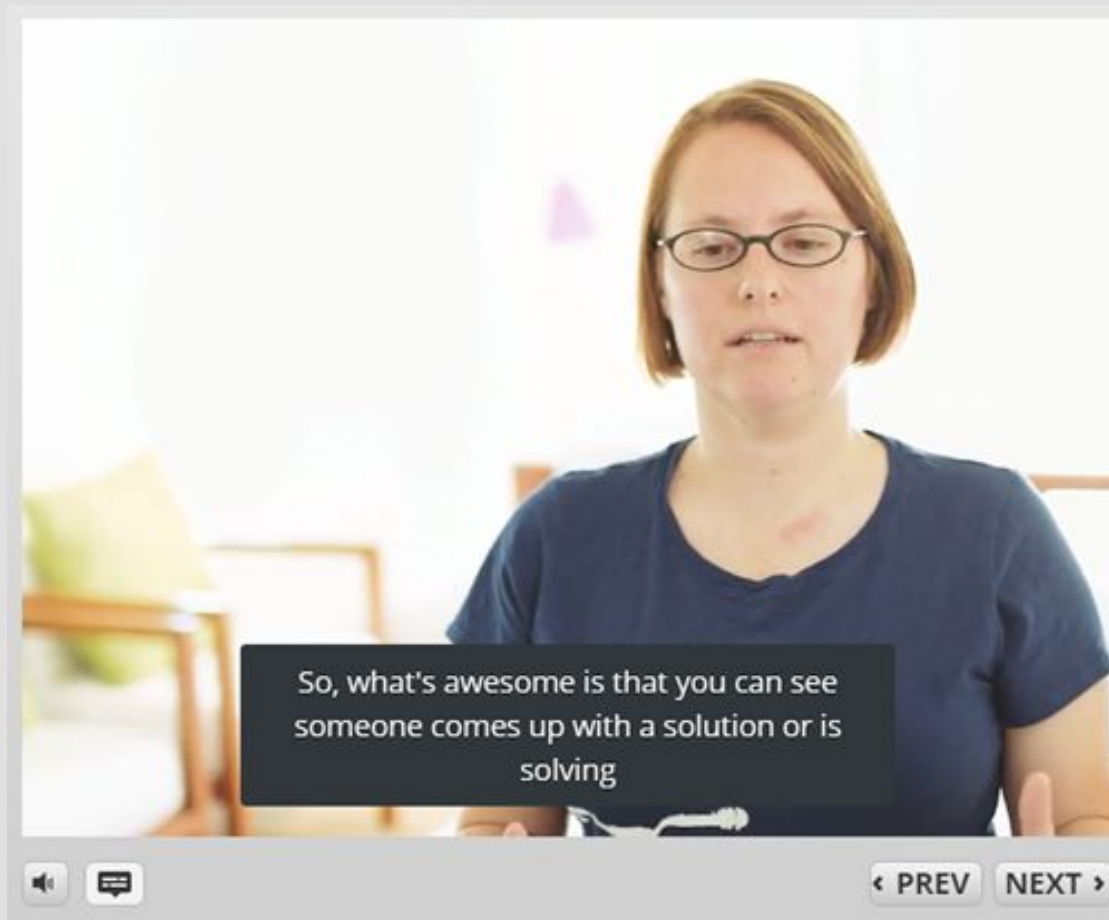 So, what's awesome is that you can see
someone comes up with a solution or is
solving
‹ PREV NEXT ›